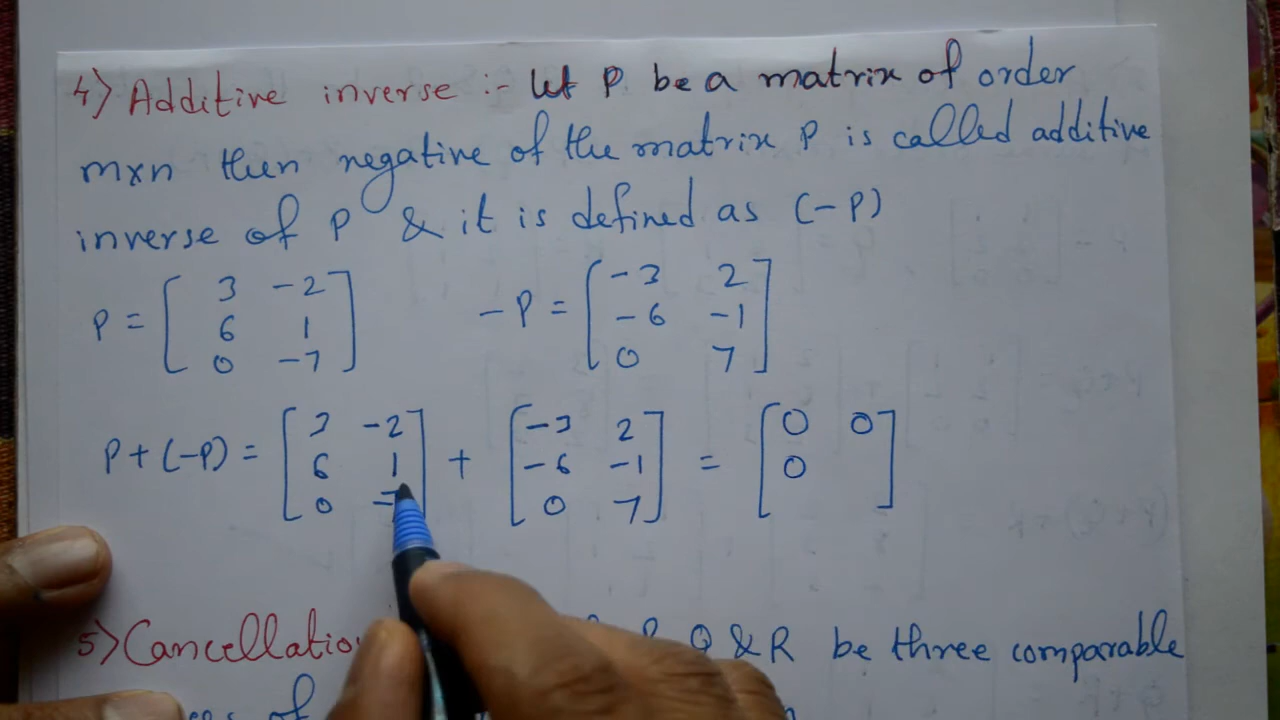 4) Additive inverse :- let P be a matrix of order
mxn then negative of the matrix P is called additive
inverse of P & it is defined as (-P)
P = [ 3 -2   -P = [ -3 2
6 1   -6 -1
0 -7 ]   0 7 ]
P+(-P) = [ 3 -2   + [ -3 2   = [ 0 0
6 1   -6 -1   0
0 -7 ]   0 7 ]   ]
5) Cancellation P, Q & R be three comparable
of